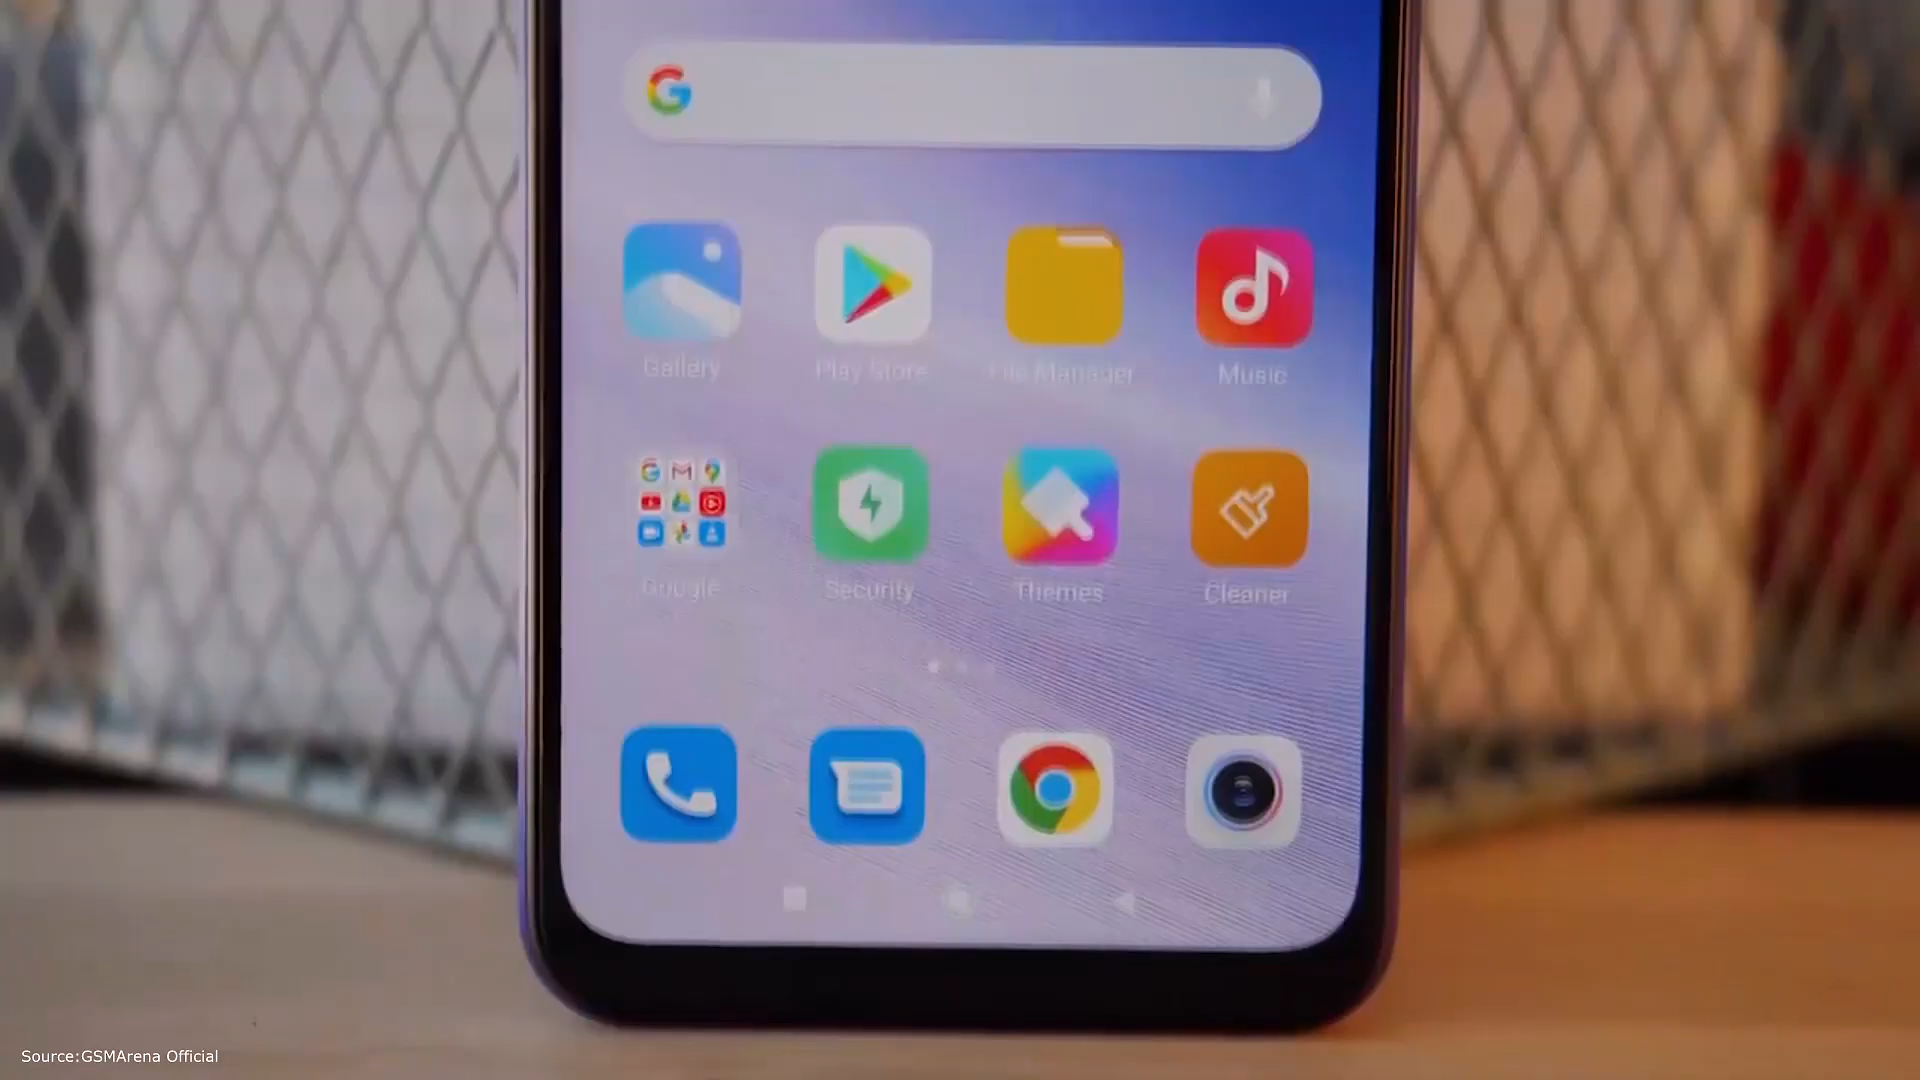 Gallery
Play Store
File Manager
Music
Google
Security
Themes
Cleaner
Source:GSMArena Official